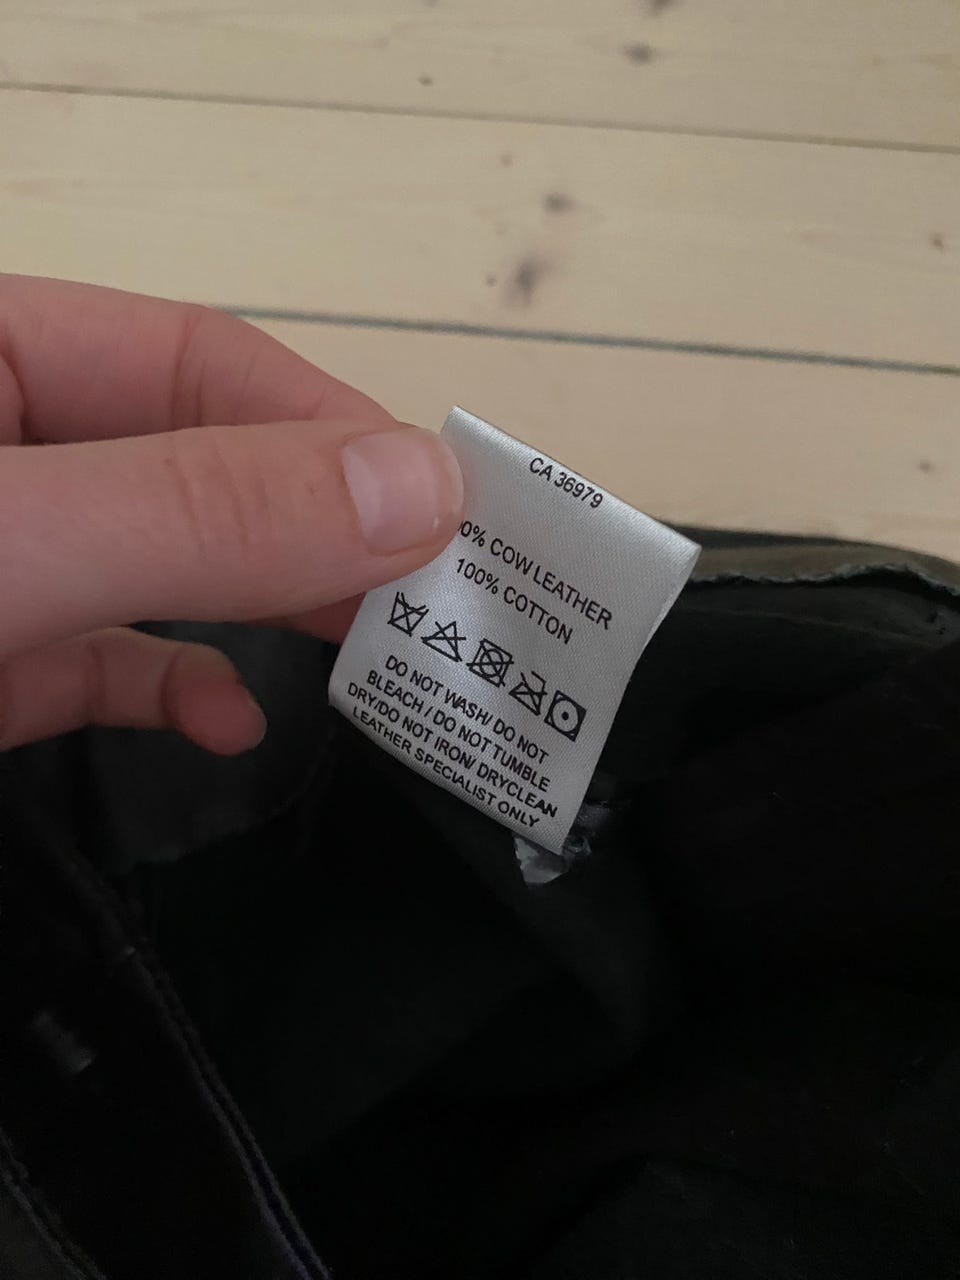 CA 36979
00% COW LEATHER
100% COTTON
DO NOT WASH/ DO NOT
BLEACH / DO NOT TUMBLE
DRY/DO NOT IRON/ DRYCLEAN
LEATHER SPECIALIST ONLY